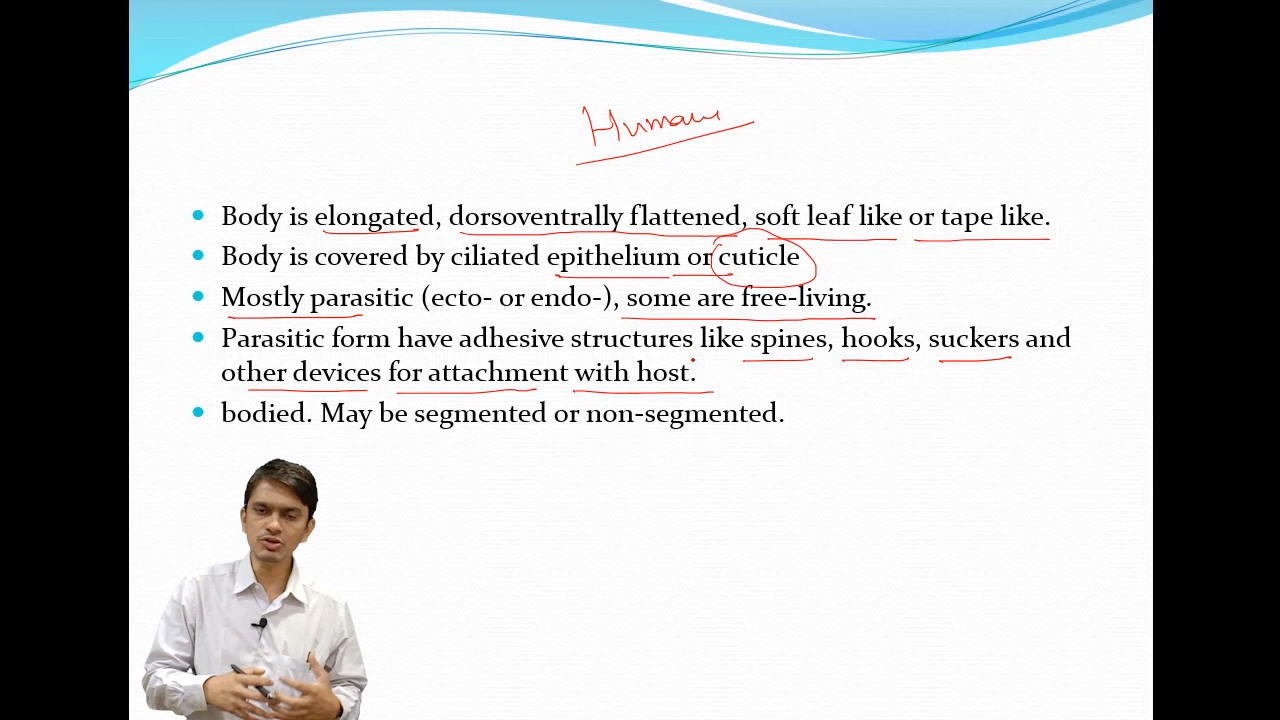 Human
Body is elongated, dorsoventrally flattened, soft leaf like or tape like.
Body is covered by ciliated epithelium or cuticle
Mostly parasitic (ecto- or endo-), some are free-living.
Parasitic form have adhesive structures like spines, hooks, suckers and
other devices for attachment with host.
bodied. May be segmented or non-segmented.